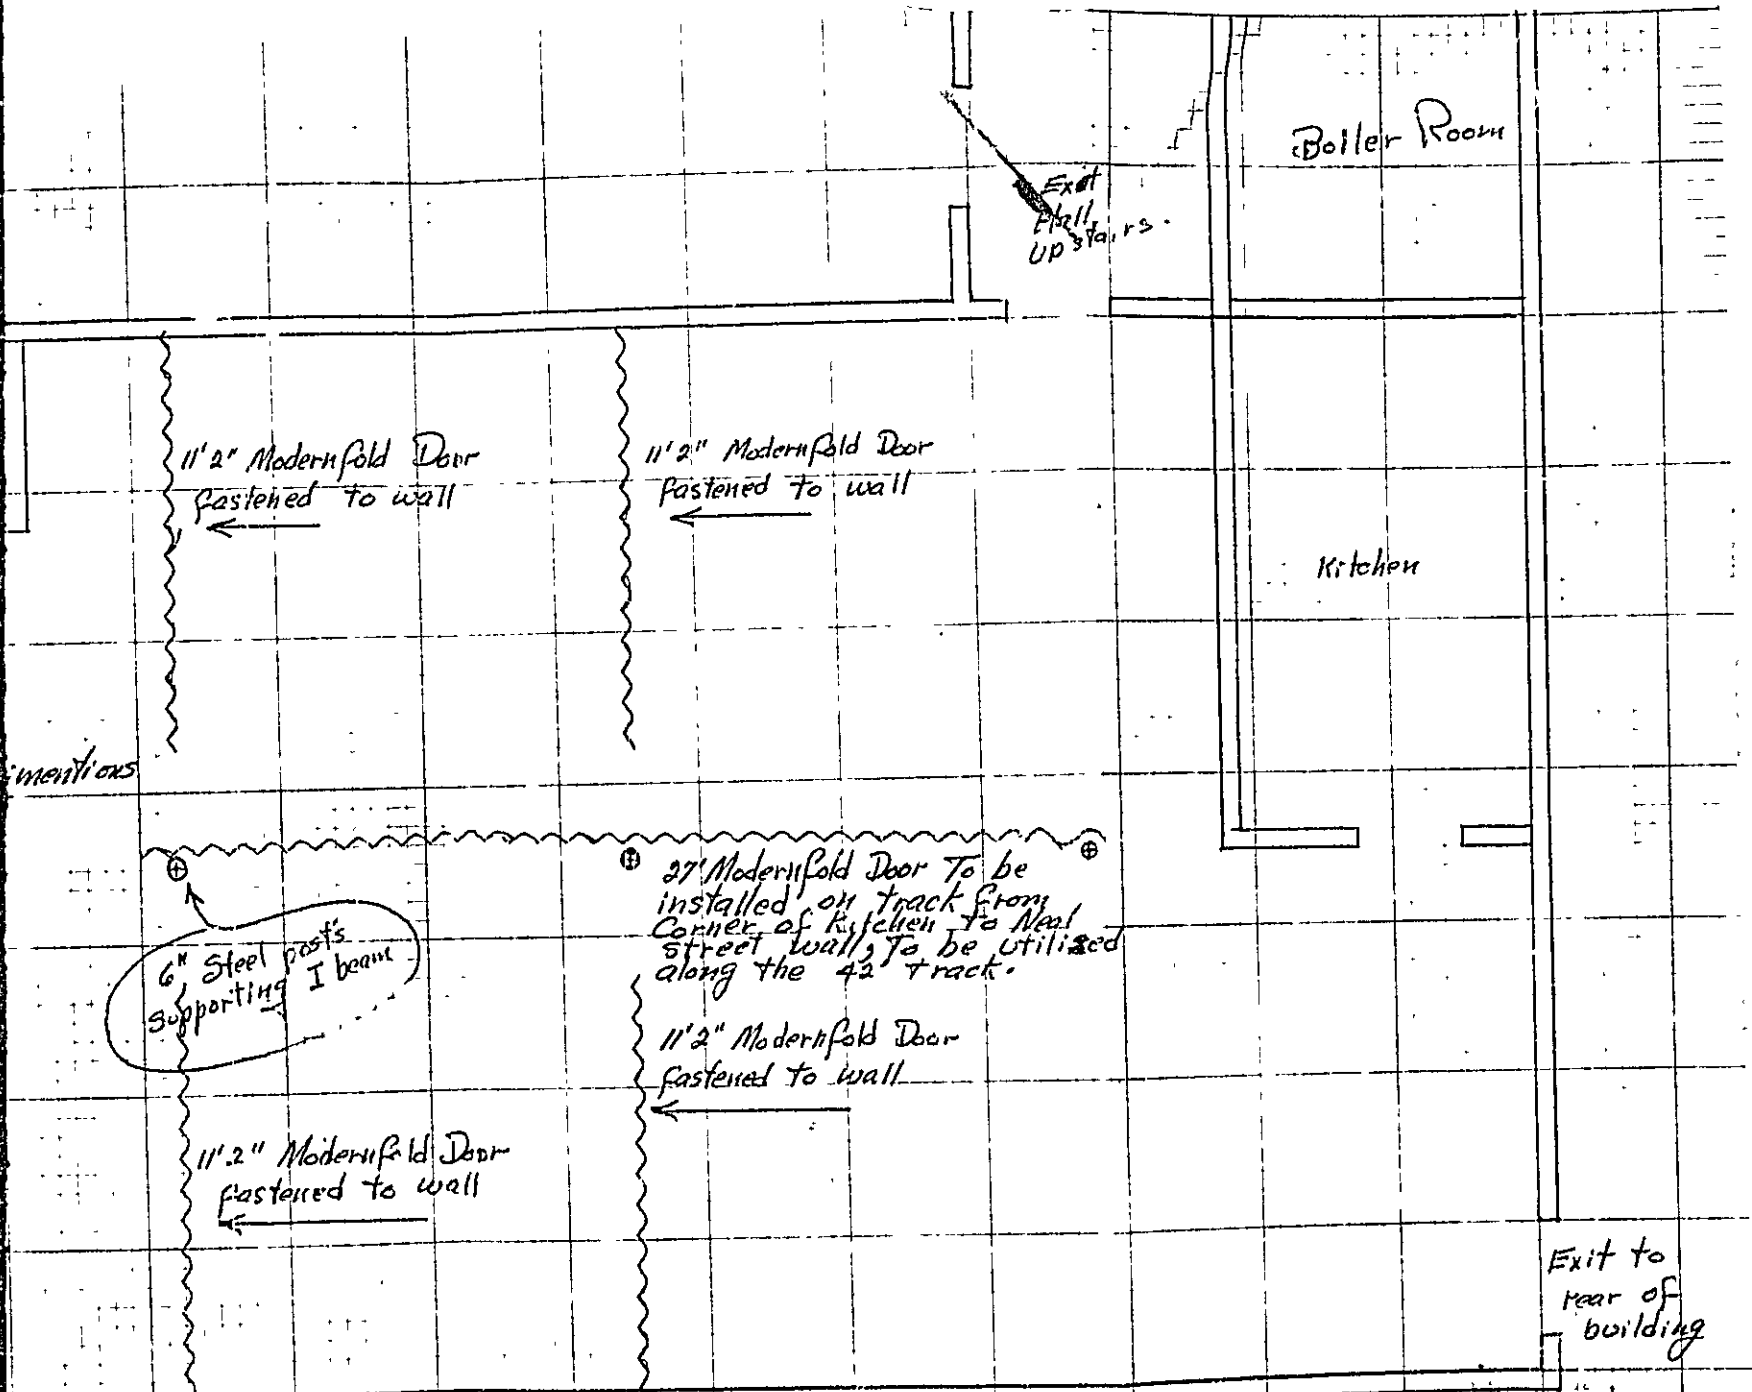 Boiler Room
Exit
Hall,
upstairs.
11'2" Modernfold Door
fastened to wall
11'2" Modernfold Door
fastened to wall
Kitchen
imentions
27' Modernfold Door To be
installed on track from
Corner of Kitchen To Neal
street wall, To be utilized
along the 42' track.
6" Steel posts
supporting I beam
11'2" Modernfold Door
fastened to wall
11'.2" Modernfold Door
fastened to wall
Exit to
rear of
building